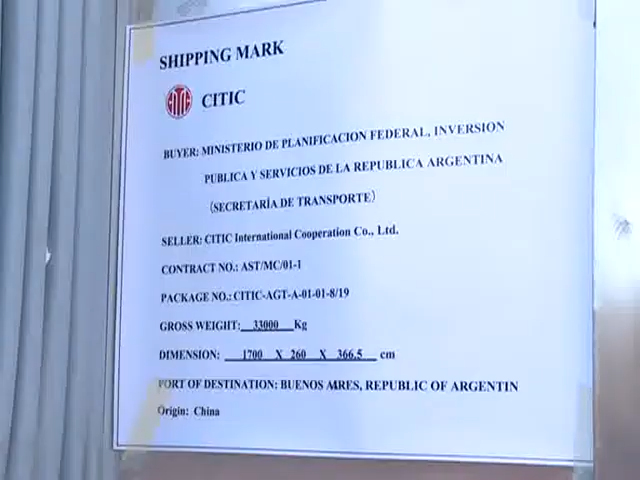 SHIPPING MARK
CITIC
BUYER: MINISTERIO DE PLANIFICACION FEDERAL, INVERSION
PUBLICA Y SERVICIOS DE LA REPUBLICA ARGENTINA
(SECRETARÍA DE TRANSPORTE)
SELLER: CITIC International Cooperation Co., Ltd.
CONTRACT NO.: AST/MC/01-1
PACKAGE NO.: CITIC-AGT-A-01-01-8/19
GROSS WEIGHT: 33000 Kg
DIMENSION: 1700 X 260 X 366.5 cm
PORT OF DESTINATION: BUENOS AIRES, REPUBLIC OF ARGENTIN
Origin: China